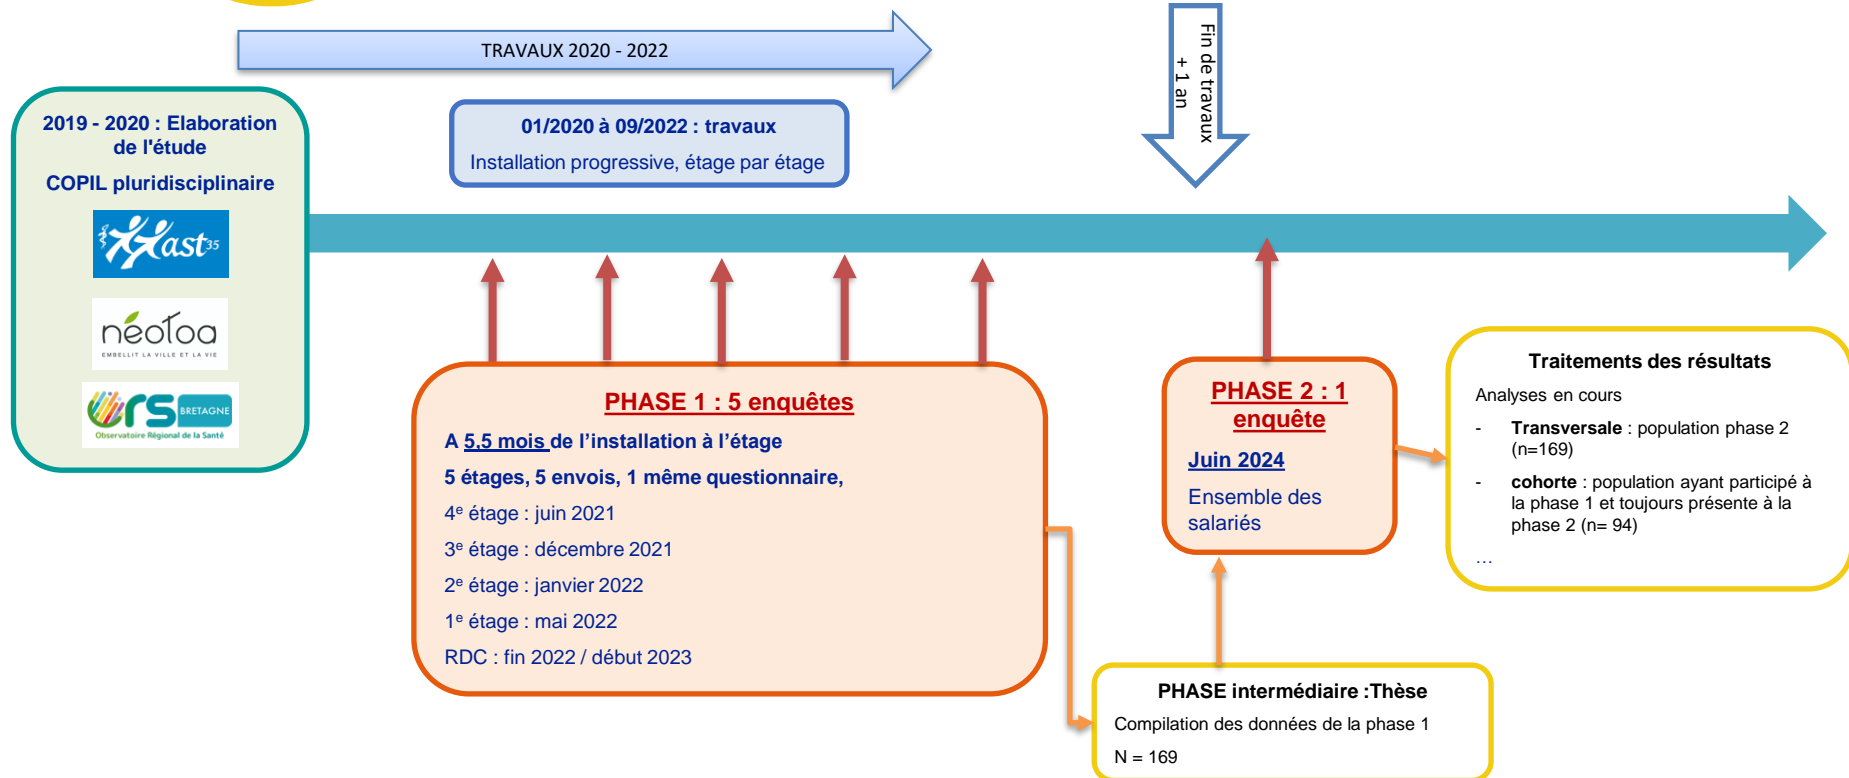 TRAVAUX 2020 - 2022
Fin de travaux
+ 1 an
2019 - 2020 : Elaboration
de l'étude
COPIL pluridisciplinaire
ast35
néoToa
EMBELLIT LA VILLE ET LA VIE
ORS BRETAGNE
Observatoire Régional de la Santé
01/2020 à 09/2022 : travaux
Installation progressive, étage par étage
PHASE 1 : 5 enquêtes
A 5,5 mois de l’installation à l’étage
5 étages, 5 envois, 1 même questionnaire,
4e étage : juin 2021
3e étage : décembre 2021
2e étage : janvier 2022
1e étage : mai 2022
RDC : fin 2022 / début 2023
PHASE 2 : 1
enquête
Juin 2024
Ensemble des
salariés
Traitements des résultats
Analyses en cours
- Transversale : population phase 2
(n=169)
- cohorte : population ayant participé à
la phase 1 et toujours présente à la
phase 2 (n= 94)
...
PHASE intermédiaire :Thèse
Compilation des données de la phase 1
N = 169